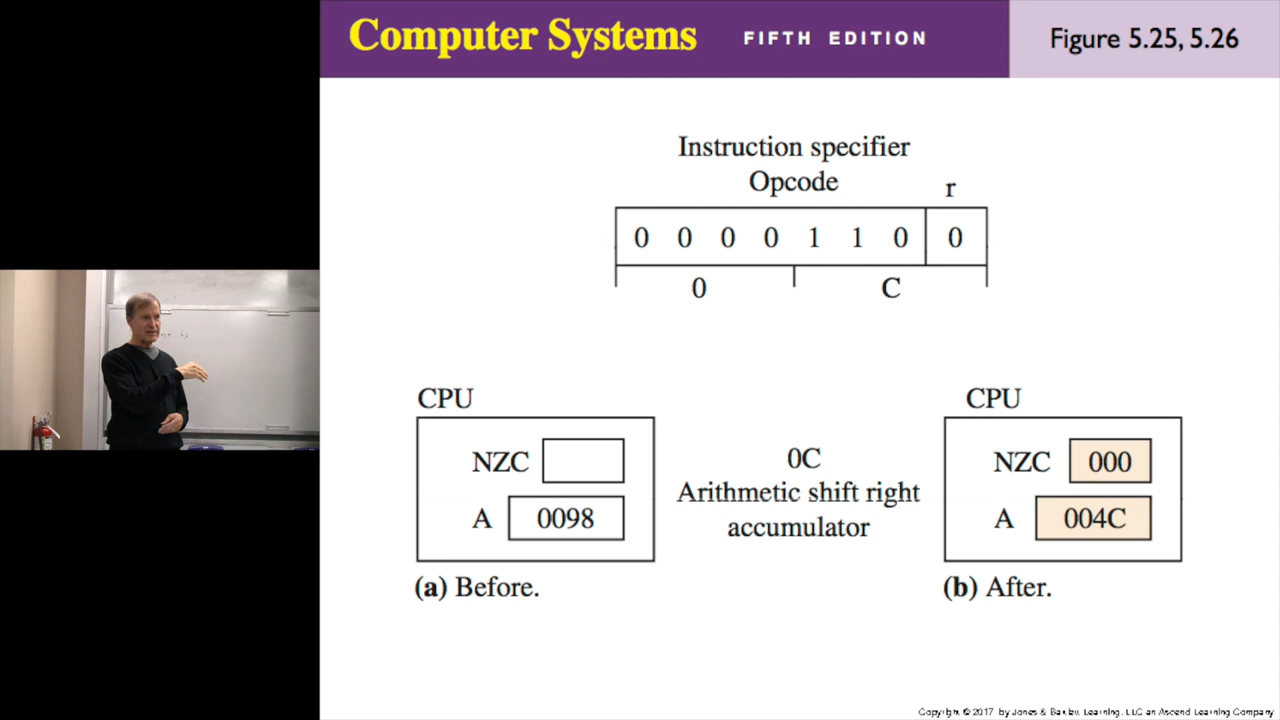 Computer Systems FIFTH EDITION Figure 5.25, 5.26
Instruction specifier
Opcode r
0 0 0 0 1 1 0 0
0 C
CPU CPU
NZC 0C NZC 000
A 0098 Arithmetic shift right A 004C
accumulator
(a) Before. (b) After.
Copyright © 2017 by Jones & Bartlett Learning, LLC an Ascend Learning Company